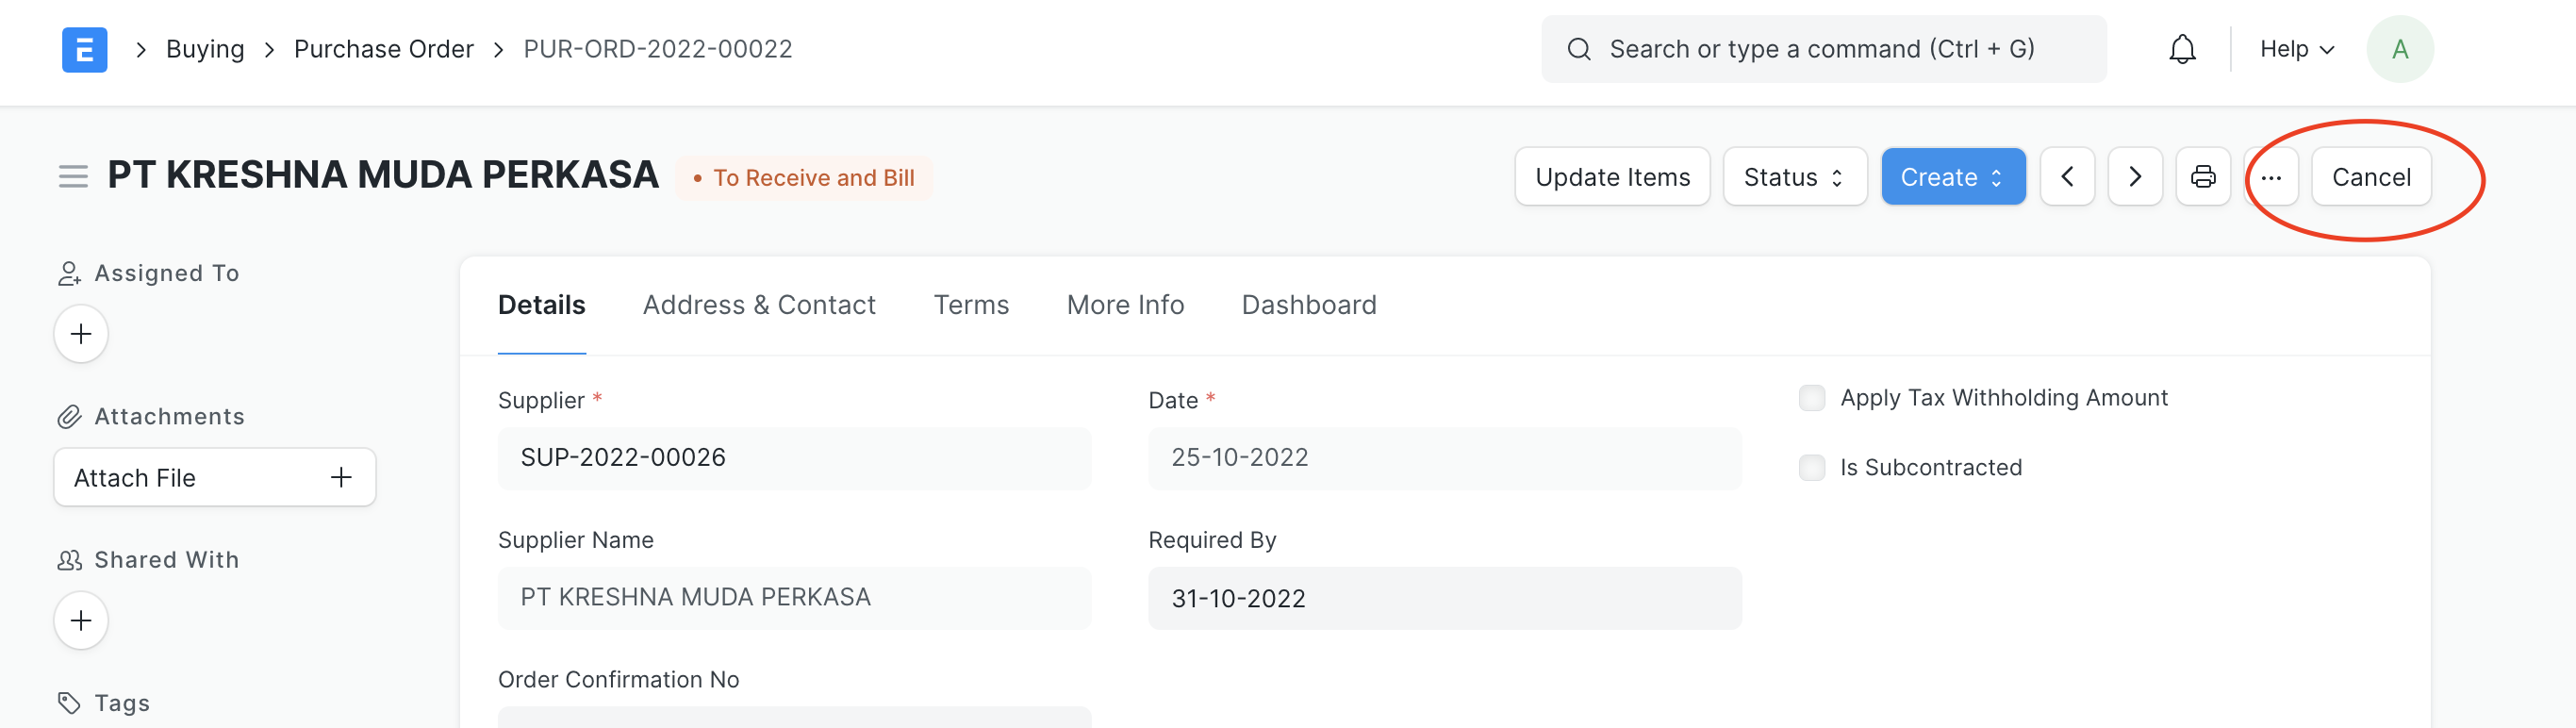 E > Buying > Purchase Order > PUR-ORD-2022-00022 Search or type a command (Ctrl + G) Help A
PT KRESHNA MUDA PERKASA • To Receive and Bill Update Items Status Create < > ... Cancel
Assigned To
+
Attachments
Attach File +
Shared With
+
Tags
Details Address & Contact Terms More Info Dashboard
Supplier *
SUP-2022-00026
Supplier Name
PT KRESHNA MUDA PERKASA
Order Confirmation No
Date *
25-10-2022
Required By
31-10-2022
Apply Tax Withholding Amount
Is Subcontracted